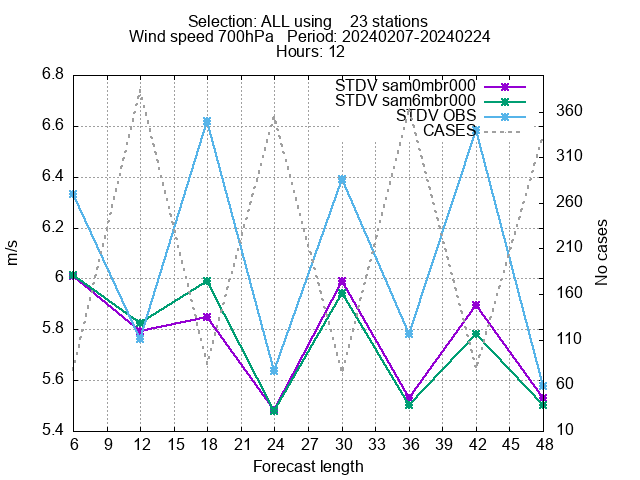 Selection: ALL using    23 stations
Wind speed 700hPa   Period: 20240207-20240224
Hours: 12
STDV sam0mbr000
STDV sam6mbr000
STDV OBS
CASES
6.8
6.6
6.4
6.2
6
5.8
5.6
5.4
m/s
360
310
260
210
160
110
60
10
No cases
6 9 12 15 18 21 24 27 30 33 36 39 42 45 48
Forecast length